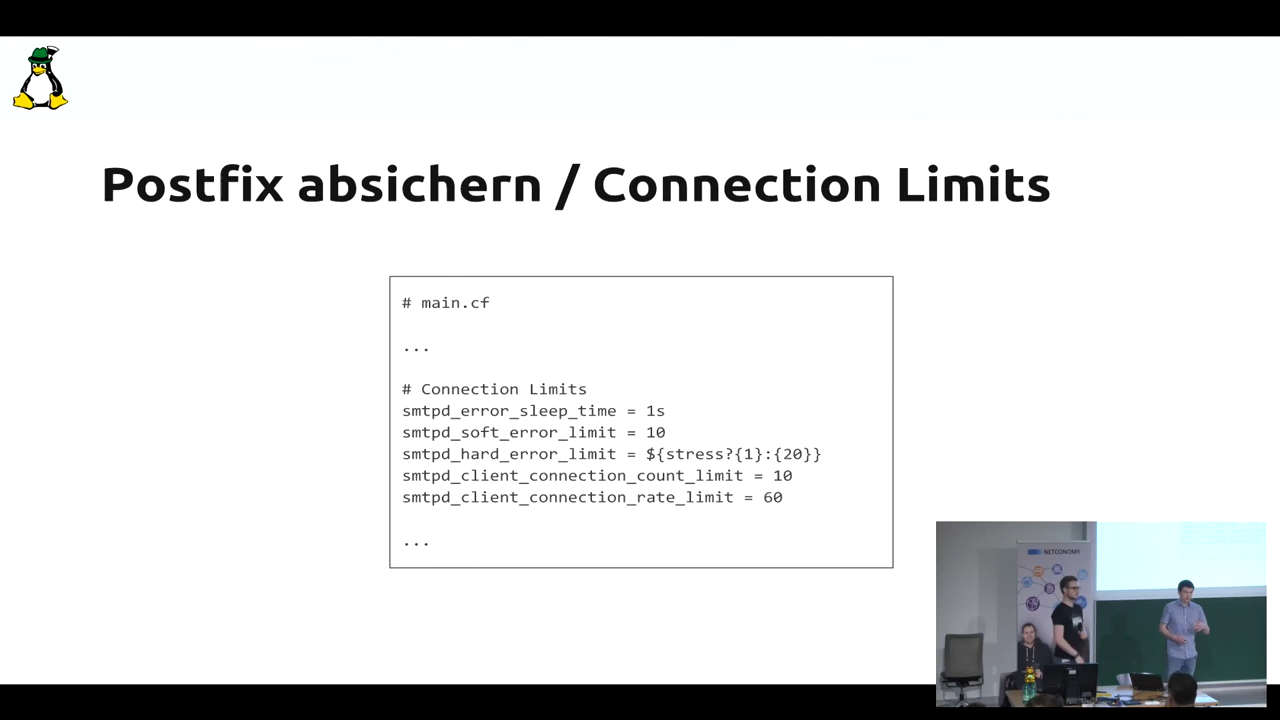 Postfix absichern / Connection Limits
# main.cf
...
# Connection Limits
smtpd_error_sleep_time = 1s
smtpd_soft_error_limit = 10
smtpd_hard_error_limit = ${stress?{1}:{20}}
smtpd_client_connection_count_limit = 10
smtpd_client_connection_rate_limit = 60
...
NETCONOMY